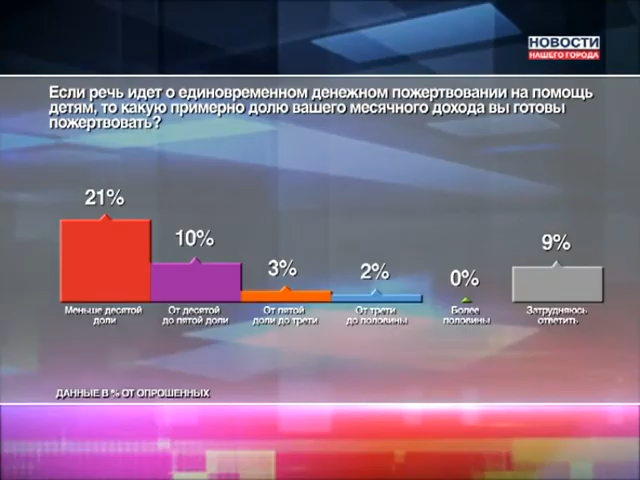 НОВОСТИ
НАШЕГО ГОРОДА
Если речь идет о единовременном денежном пожертвовании на помощь
детям, то какую примерно долю вашего месячного дохода вы готовы
пожертвовать?
21%
10%
3%
2%
0%
9%
Меньше десятой
доли
От десятой
до пятой доли
От пятой
доли до трети
От трети
до половины
Более
половины
Затрудняюсь
ответить
ДАННЫЕ В % ОТ ОПРОШЕННЫХ